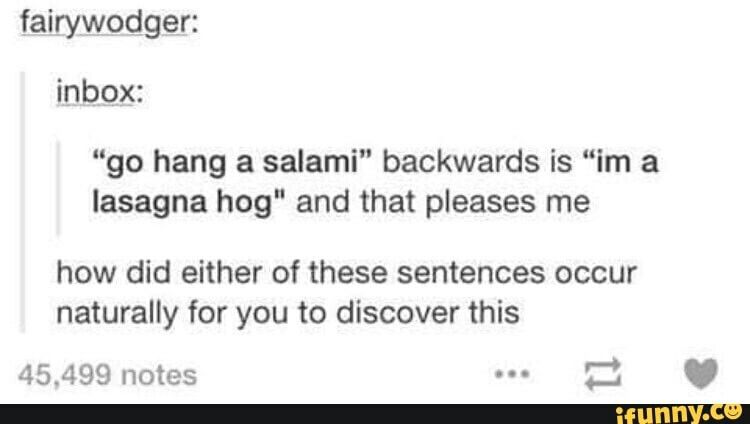 fairywodger:
inbox:
“go hang a salami” backwards is “im a
lasagna hog" and that pleases me
how did either of these sentences occur
naturally for you to discover this
45,499 notes
ifunny.co